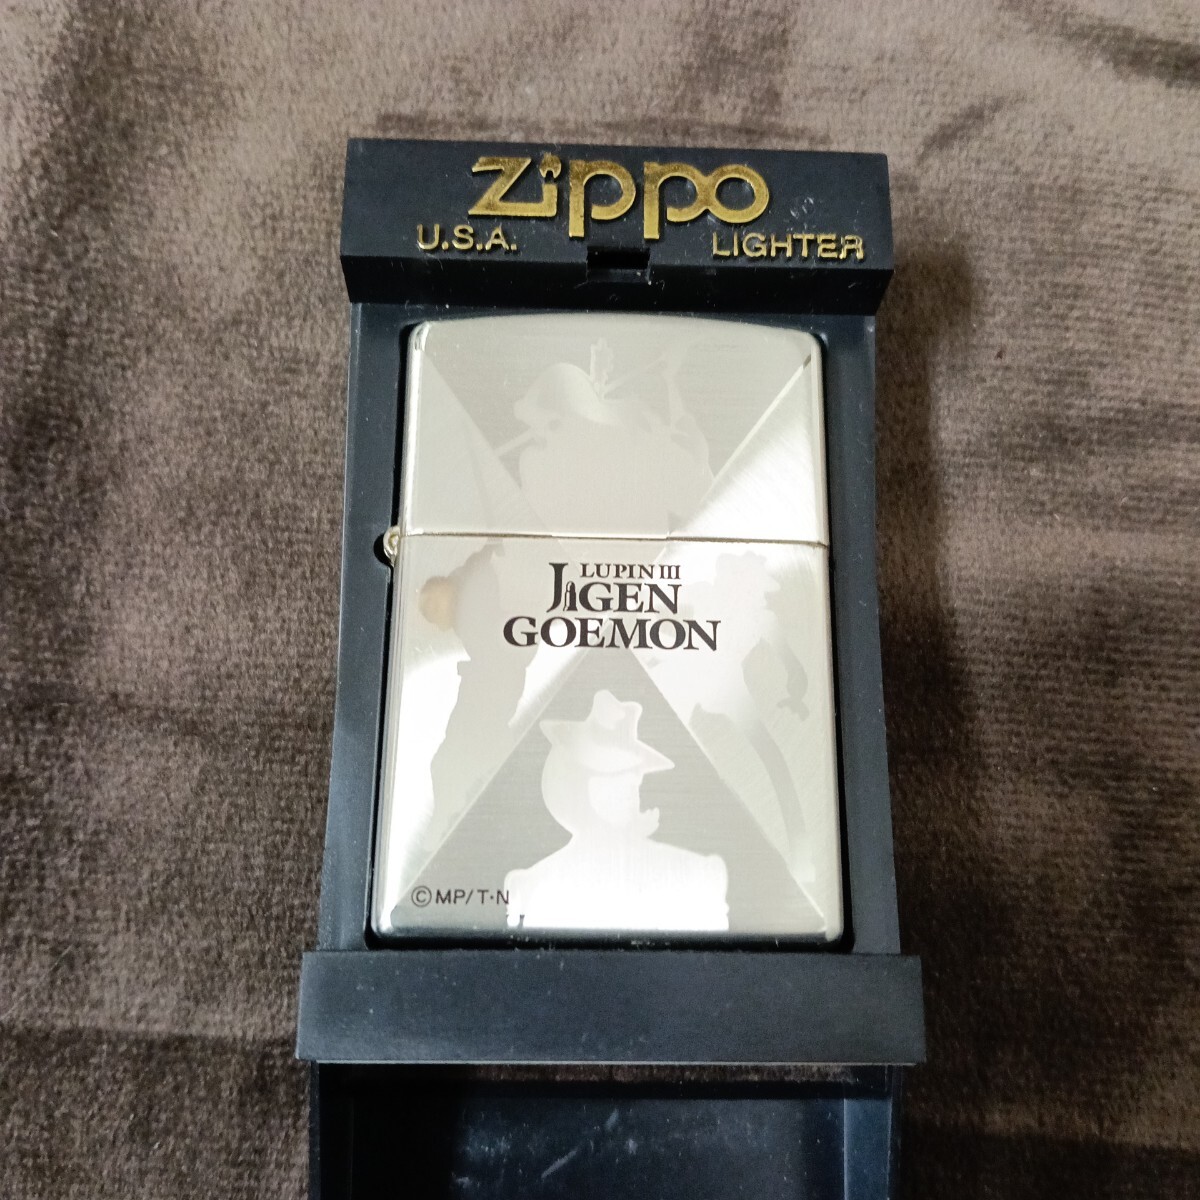 Zippo
U.S.A. LIGHTER
LUPIN III
JIGEN
GOEMON
©MP/T·N